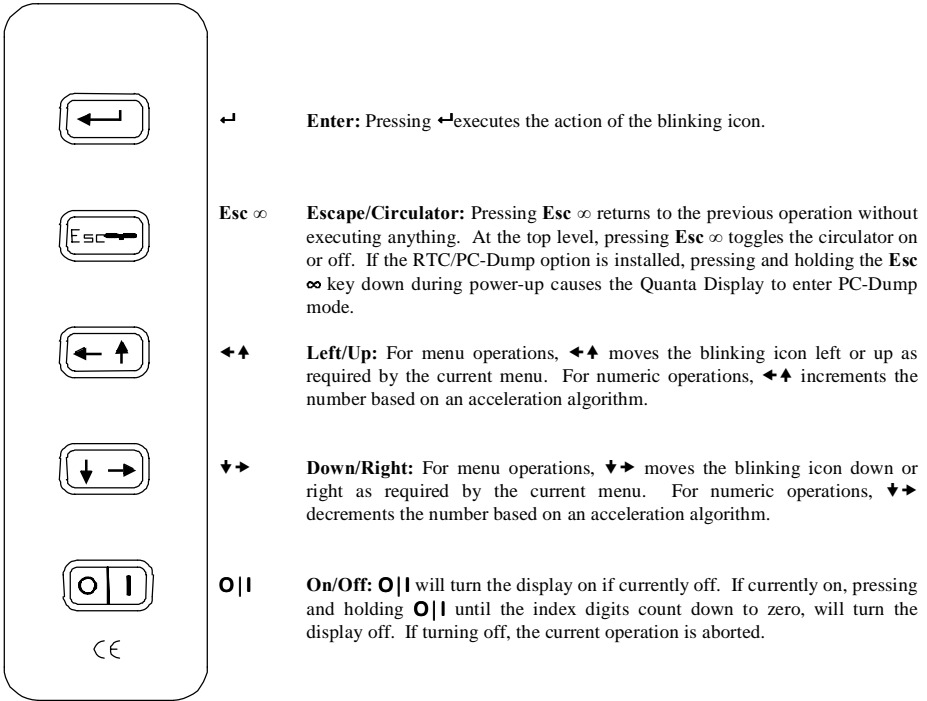 ↵ Enter: Pressing ↵executes the action of the blinking icon.
Esc
Esc ∞ Escape/Circulator: Pressing Esc ∞ returns to the previous operation without
executing anything. At the top level, pressing Esc ∞ toggles the circulator on
or off. If the RTC/PC-Dump option is installed, pressing and holding the Esc
∞ key down during power-up causes the Quanta Display to enter PC-Dump
mode.
← ↑
←↑ Left/Up: For menu operations, ←↑ moves the blinking icon left or up as
required by the current menu. For numeric operations, ←↑ increments the
number based on an acceleration algorithm.
↓ →
↓→ Down/Right: For menu operations, ↓→ moves the blinking icon down or
right as required by the current menu. For numeric operations, ↓→
decrements the number based on an acceleration algorithm.
O|I
O|I On/Off: O|I will turn the display on if currently off. If currently on, pressing
and holding O|I until the index digits count down to zero, will turn the
display off. If turning off, the current operation is aborted.
CE